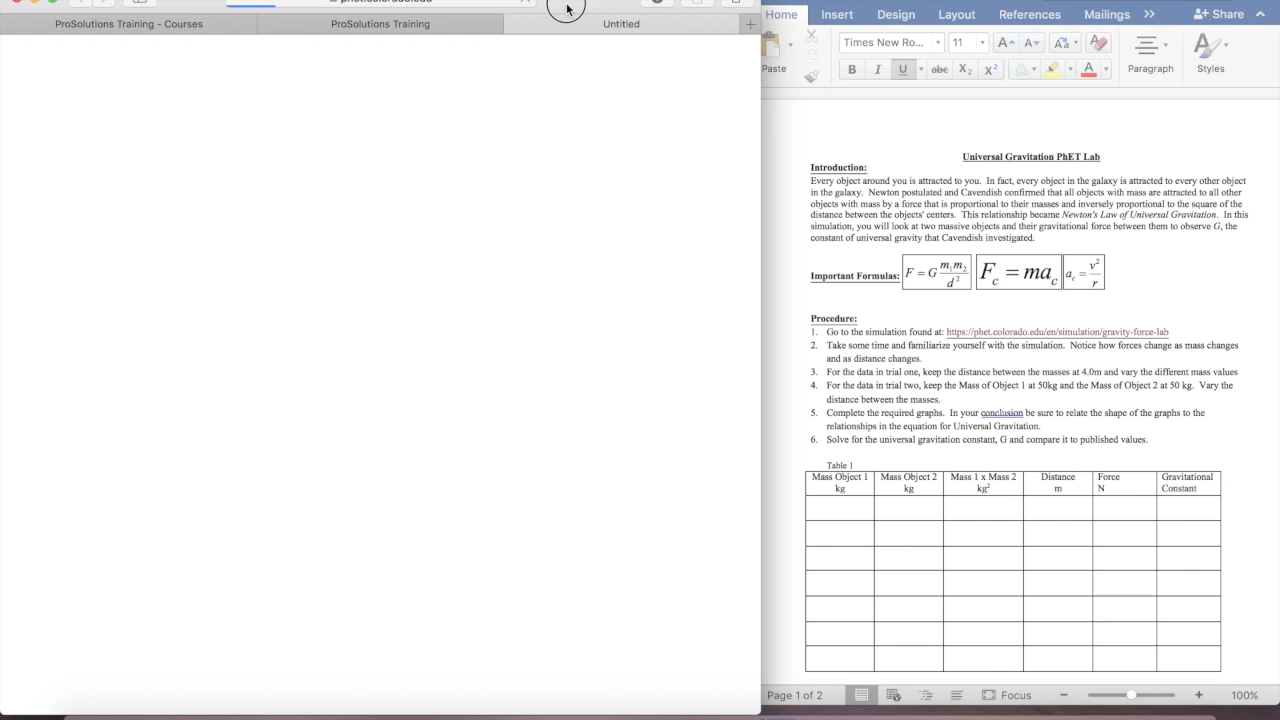 ProSolutions Training - Courses
ProSolutions Training
Untitled
Home Insert Design Layout References Mailings Share
Times New Ro... 11
Paste
B I U abc X2 X2 A A
Paragraph
Styles
Universal Gravitation PhET Lab
Introduction:
Every object around you is attracted to you. In fact, every object in the galaxy is attracted to every other object
in the galaxy. Newton postulated and Cavendish confirmed that all objects with mass are attracted to all other
objects with mass by a force that is proportional to their masses and inversely proportional to the square of the
distance between the objects' centers. This relationship became Newton's Law of Universal Gravitation. In this
simulation, you will look at two massive objects and their gravitational force between them to observe G, the
constant of universal gravity that Cavendish investigated.
Important Formulas: F = G m₁m₂ / d² F_c = ma_c a_c = v² / r
Procedure:
1. Go to the simulation found at: https://phet.colorado.edu/en/simulation/gravity-force-lab
2. Take some time and familiarize yourself with the simulation. Notice how forces change as mass changes
and as distance changes.
3. For the data in trial one, keep the distance between the masses at 4.0m and vary the different mass values
4. For the data in trial two, keep the Mass of Object 1 at 50kg and the Mass of Object 2 at 50 kg. Vary the
distance between the masses.
5. Complete the required graphs. In your conclusion be sure to relate the shape of the graphs to the
relationships in the equation for Universal Gravitation.
6. Solve for the universal gravitation constant, G and compare it to published values.
Table 1
Mass Object 1 Mass Object 2 Mass 1 x Mass 2 Distance Force Gravitational
kg kg kg² m N Constant
Page 1 of 2 Focus 100%